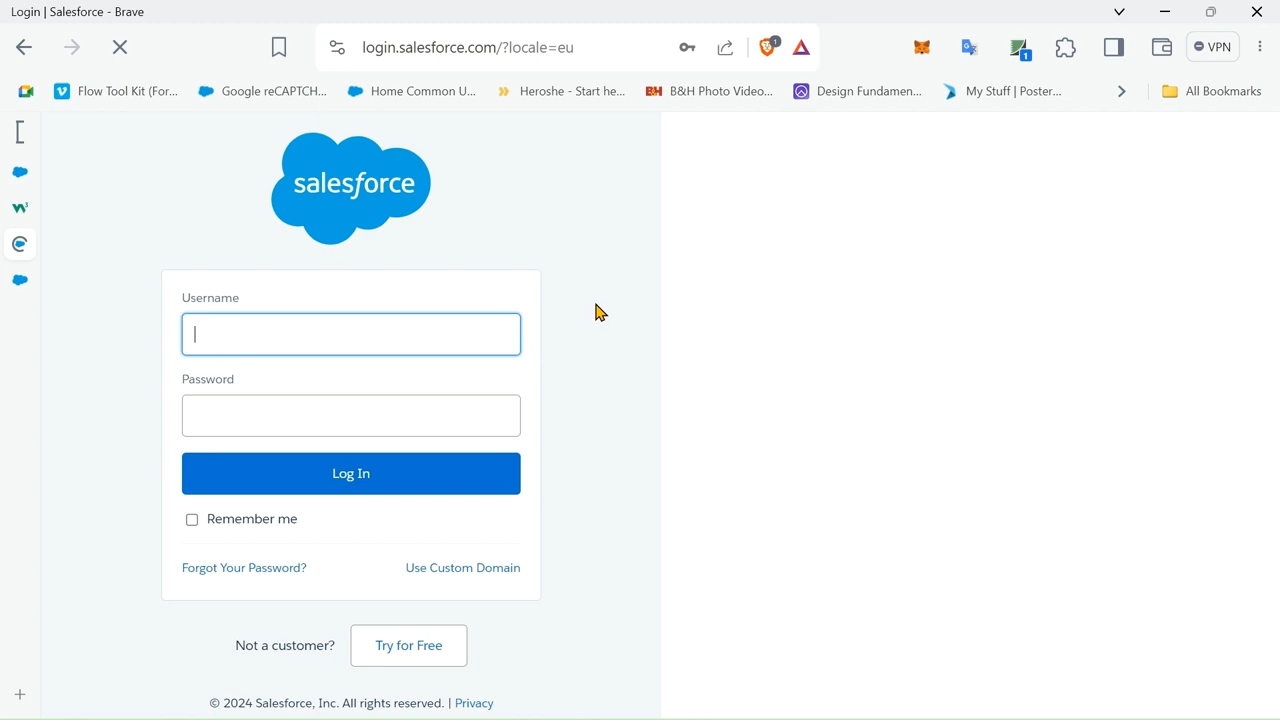 Login | Salesforce - Brave
login.salesforce.com/?locale=eu
1
1
VPN
Flow Tool Kit (For...
Google reCAPTCH...
Home Common U...
Heroshe - Start he...
B&H Photo Video...
Design Fundamen...
My Stuff | Poster...
All Bookmarks
salesforce
Username
Password
Log In
Remember me
Forgot Your Password?
Use Custom Domain
Not a customer?
Try for Free
© 2024 Salesforce, Inc. All rights reserved. | Privacy